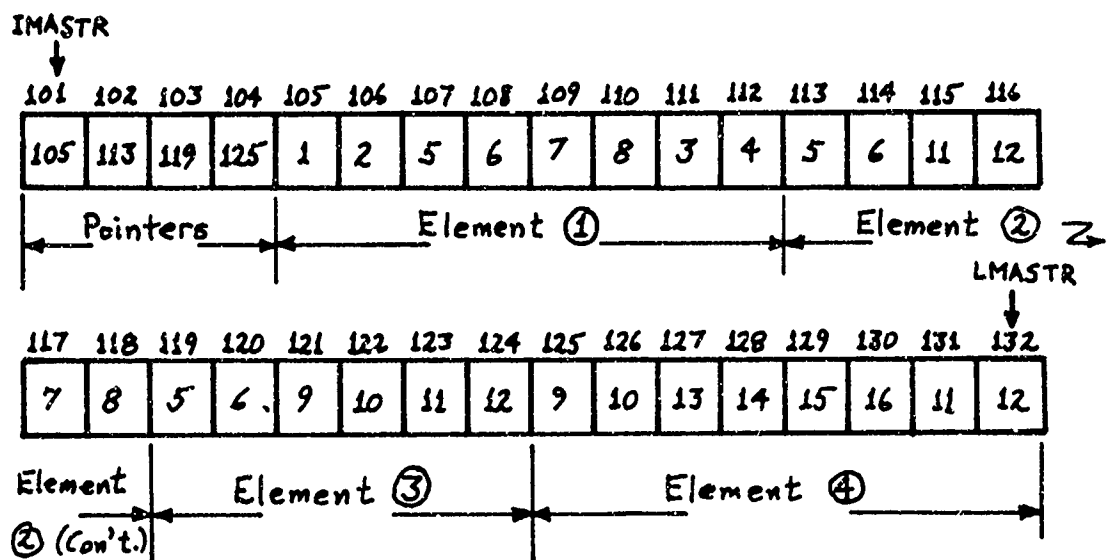 IMASTR
101 102 103 104 105 106 107 108 109 110 111 112 113 114 115 116
105 113 119 125 1 2 5 6 7 8 3 4 5 6 11 12
Pointers Element ① Element ②
LMASTR
117 118 119 120 121 122 123 124 125 126 127 128 129 130 131 132
7 8 5 6. 9 10 11 12 9 10 13 14 15 16 11 12
Element Element ③ Element ④
② (Con't.)